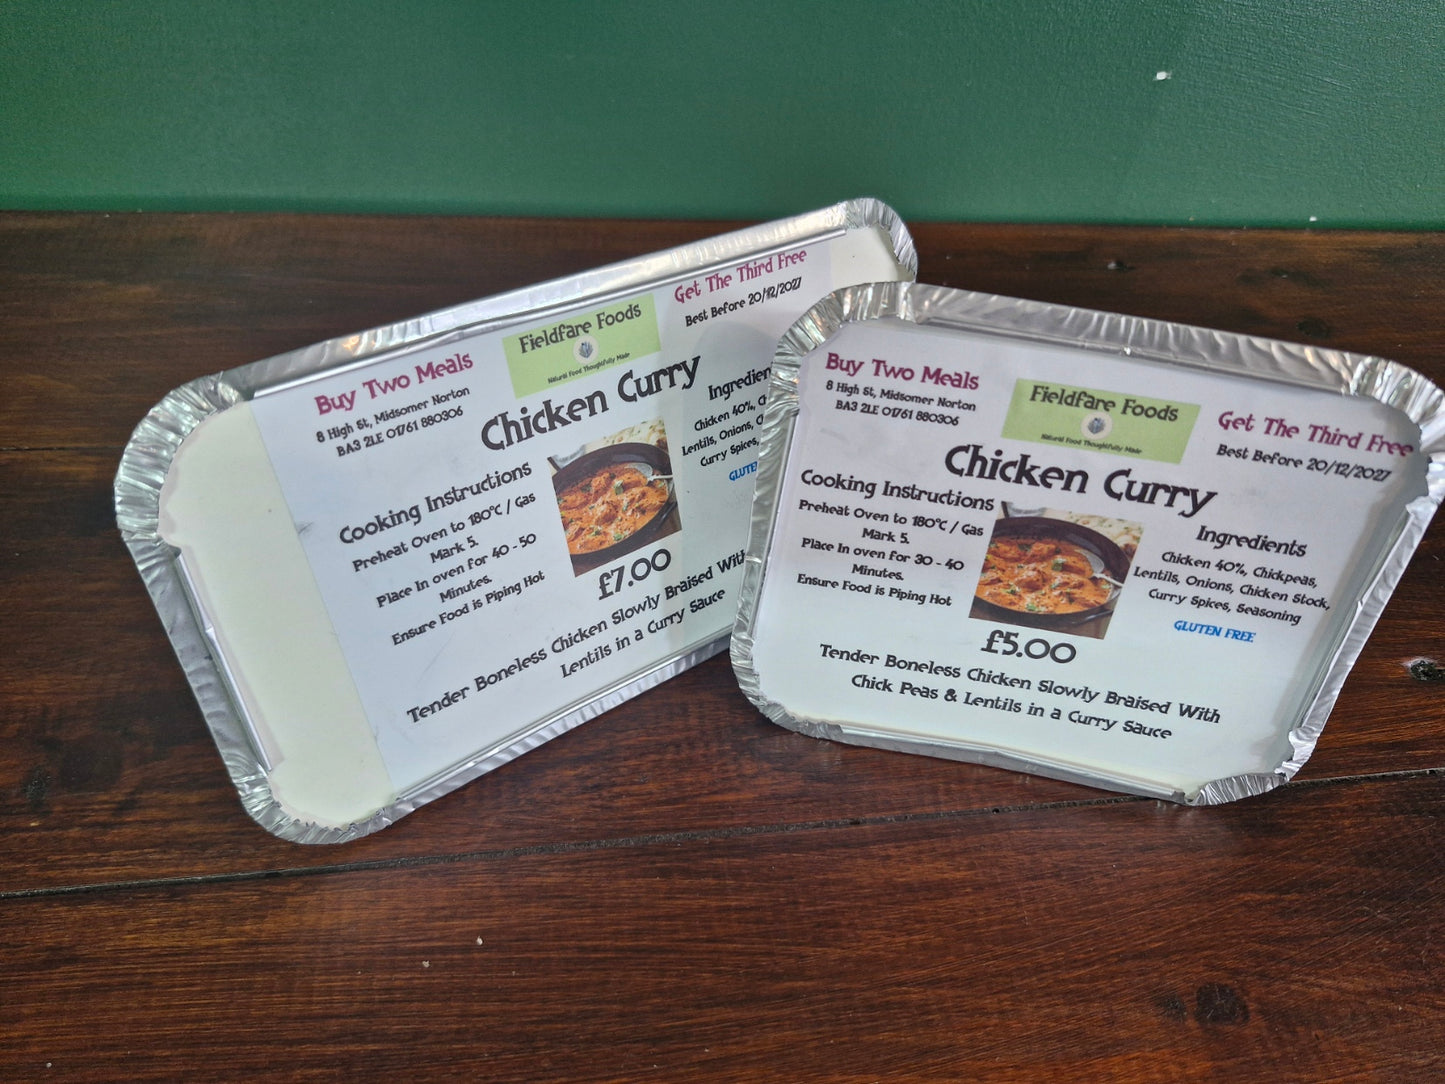 Buy Two Meals
8 High St, Midsomer Norton
BA3 2LE 01761 880306
Fieldfare Foods
Natural Food Thoughtfully Made
Get The Third Free
Best Before 20/12/2027
Chicken Curry
Cooking Instructions
Preheat Oven to 180°C / Gas
Mark 5.
Place In oven for 40 - 50
Minutes.
Ensure Food is Piping Hot
£7.00
Chicken 40%,
Lentils, Onions,
Curry Spices,
Tender Boneless Chicken Slowly Braised With
Lentils in a Curry Sauce
Buy Two Meals
8 High St, Midsomer Norton
BA3 2LE 01761 880306
Fieldfare Foods
Natural Food Thoughtfully Made
Get The Third Free
Best Before 20/12/2027
Chicken Curry
Cooking Instructions
Preheat Oven to 180°C / Gas
Mark 5.
Place In oven for 30 - 40
Minutes.
Ensure Food is Piping Hot
£5.00
Ingredients
Chicken 40%, Chickpeas,
Lentils, Onions, Chicken Stock,
Curry Spices, Seasoning
GLUTEN FREE
Tender Boneless Chicken Slowly Braised With
Chick Peas & Lentils in a Curry Sauce